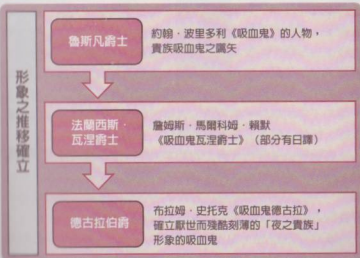 形象之推移確立
魯斯凡爵士
約翰．波里多利《吸血鬼》的人物，
貴族吸血鬼之嚆矢
法蘭西斯．
瓦涅爵士
詹姆斯．馬爾科姆．賴默
《吸血鬼瓦涅爵士》（部分有日譯）
德古拉伯爵
布拉姆．史托克《吸血鬼德古拉》，
確立厭世而殘酷刻薄的「夜之貴族」
形象的吸血鬼